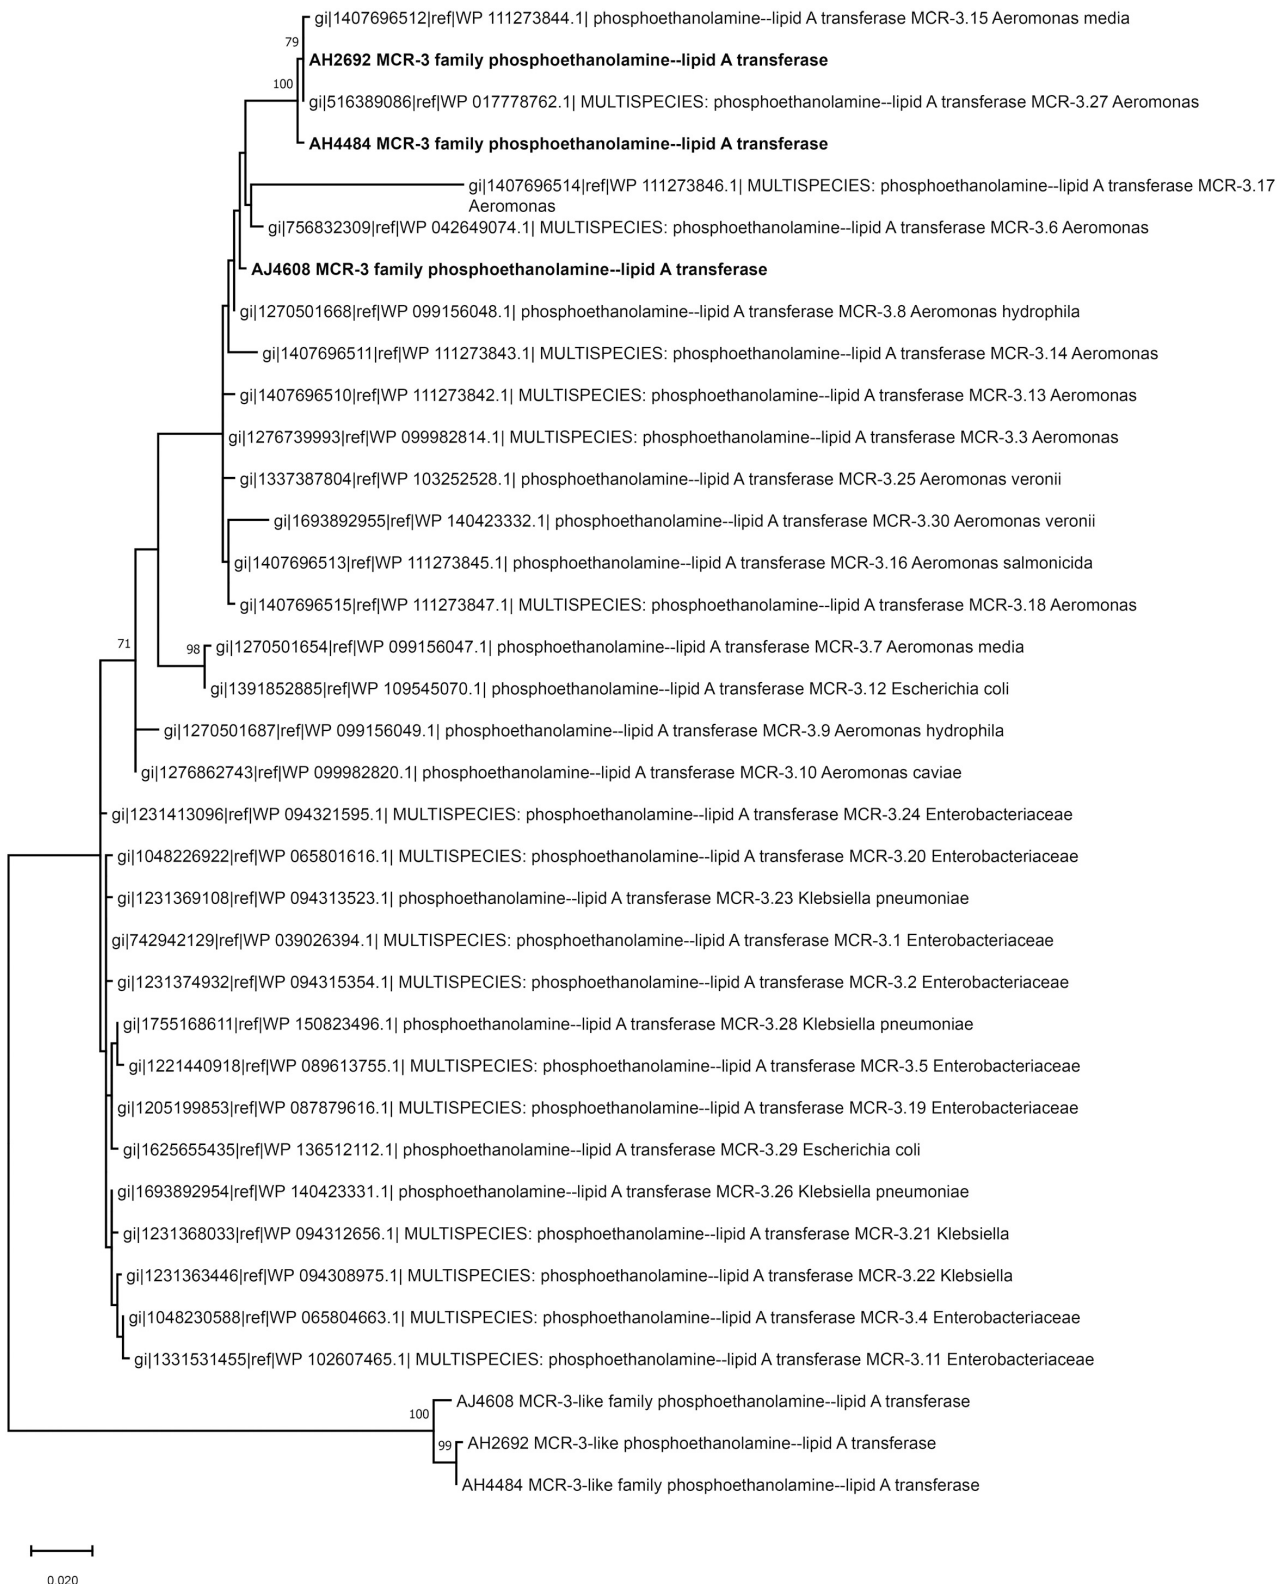 gi|1407696512|ref|WP 111273844.1| phosphoethanolamine--lipid A transferase MCR-3.15 Aeromonas media
79
AH2692 MCR-3 family phosphoethanolamine--lipid A transferase
100
gi|516389086|ref|WP 017778762.1| MULTISPECIES: phosphoethanolamine--lipid A transferase MCR-3.27 Aeromonas
AH4484 MCR-3 family phosphoethanolamine--lipid A transferase
gi|1407696514|ref|WP 111273846.1| MULTISPECIES: phosphoethanolamine--lipid A transferase MCR-3.17
Aeromonas
gi|756832309|ref|WP 042649074.1| MULTISPECIES: phosphoethanolamine--lipid A transferase MCR-3.6 Aeromonas
AJ4608 MCR-3 family phosphoethanolamine--lipid A transferase
gi|1270501668|ref|WP 099156048.1| phosphoethanolamine--lipid A transferase MCR-3.8 Aeromonas hydrophila
gi|1407696511|ref|WP 111273843.1| MULTISPECIES: phosphoethanolamine--lipid A transferase MCR-3.14 Aeromonas
gi|1407696510|ref|WP 111273842.1| MULTISPECIES: phosphoethanolamine--lipid A transferase MCR-3.13 Aeromonas
gi|1276739993|ref|WP 099982814.1| MULTISPECIES: phosphoethanolamine--lipid A transferase MCR-3.3 Aeromonas
gi|1337387804|ref|WP 103252528.1| phosphoethanolamine--lipid A transferase MCR-3.25 Aeromonas veronii
gi|1693892955|ref|WP 140423332.1| phosphoethanolamine--lipid A transferase MCR-3.30 Aeromonas veronii
gi|1407696513|ref|WP 111273845.1| phosphoethanolamine--lipid A transferase MCR-3.16 Aeromonas salmonicida
gi|1407696515|ref|WP 111273847.1| MULTISPECIES: phosphoethanolamine--lipid A transferase MCR-3.18 Aeromonas
71
98
gi|1270501654|ref|WP 099156047.1| phosphoethanolamine--lipid A transferase MCR-3.7 Aeromonas media
gi|1391852885|ref|WP 109545070.1| phosphoethanolamine--lipid A transferase MCR-3.12 Escherichia coli
gi|1270501687|ref|WP 099156049.1| phosphoethanolamine--lipid A transferase MCR-3.9 Aeromonas hydrophila
gi|1276862743|ref|WP 099982820.1| phosphoethanolamine--lipid A transferase MCR-3.10 Aeromonas caviae
gi|1231413096|ref|WP 094321595.1| MULTISPECIES: phosphoethanolamine--lipid A transferase MCR-3.24 Enterobacteriaceae
gi|1048226922|ref|WP 065801616.1| MULTISPECIES: phosphoethanolamine--lipid A transferase MCR-3.20 Enterobacteriaceae
gi|1231369108|ref|WP 094313523.1| phosphoethanolamine--lipid A transferase MCR-3.23 Klebsiella pneumoniae
gi|742942129|ref|WP 039026394.1| MULTISPECIES: phosphoethanolamine--lipid A transferase MCR-3.1 Enterobacteriaceae
gi|1231374932|ref|WP 094315354.1| MULTISPECIES: phosphoethanolamine--lipid A transferase MCR-3.2 Enterobacteriaceae
gi|1755168611|ref|WP 150823496.1| phosphoethanolamine--lipid A transferase MCR-3.28 Klebsiella pneumoniae
gi|1221440918|ref|WP 089613755.1| MULTISPECIES: phosphoethanolamine--lipid A transferase MCR-3.5 Enterobacteriaceae
gi|1205199853|ref|WP 087879616.1| MULTISPECIES: phosphoethanolamine--lipid A transferase MCR-3.19 Enterobacteriaceae
gi|1625655435|ref|WP 136512112.1| phosphoethanolamine--lipid A transferase MCR-3.29 Escherichia coli
gi|1693892954|ref|WP 140423331.1| phosphoethanolamine--lipid A transferase MCR-3.26 Klebsiella pneumoniae
gi|1231368033|ref|WP 094312656.1| MULTISPECIES: phosphoethanolamine--lipid A transferase MCR-3.21 Klebsiella
gi|1231363446|ref|WP 094308975.1| MULTISPECIES: phosphoethanolamine--lipid A transferase MCR-3.22 Klebsiella
gi|1048230588|ref|WP 065804663.1| MULTISPECIES: phosphoethanolamine--lipid A transferase MCR-3.4 Enterobacteriaceae
gi|1331531455|ref|WP 102607465.1| MULTISPECIES: phosphoethanolamine--lipid A transferase MCR-3.11 Enterobacteriaceae
AJ4608 MCR-3-like family phosphoethanolamine--lipid A transferase
100
99
AH2692 MCR-3-like phosphoethanolamine--lipid A transferase
AH4484 MCR-3-like family phosphoethanolamine--lipid A transferase
0.020